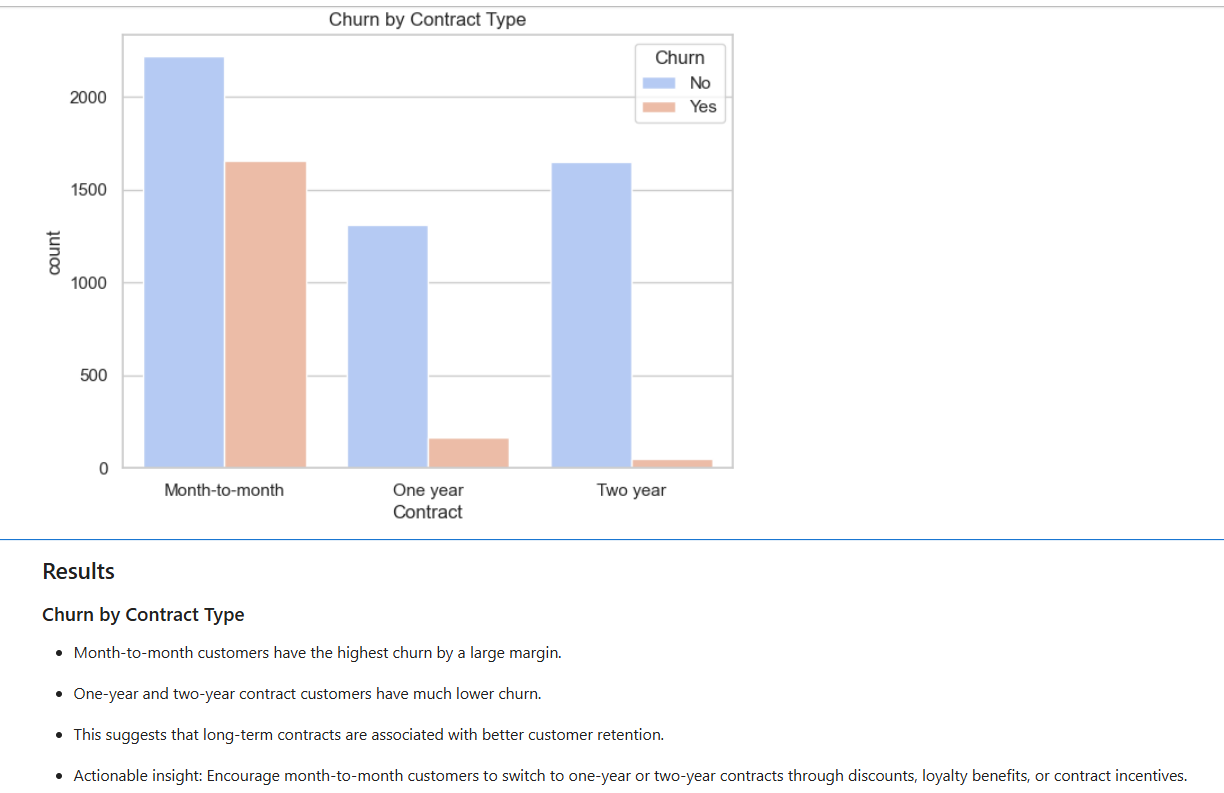 Churn by Contract Type
Churn
No
Yes
2000
1500
1000
500
0
count
Month-to-month
One year
Two year
Contract
Results
Churn by Contract Type
• Month-to-month customers have the highest churn by a large margin.
• One-year and two-year contract customers have much lower churn.
• This suggests that long-term contracts are associated with better customer retention.
• Actionable insight: Encourage month-to-month customers to switch to one-year or two-year contracts through discounts, loyalty benefits, or contract incentives.